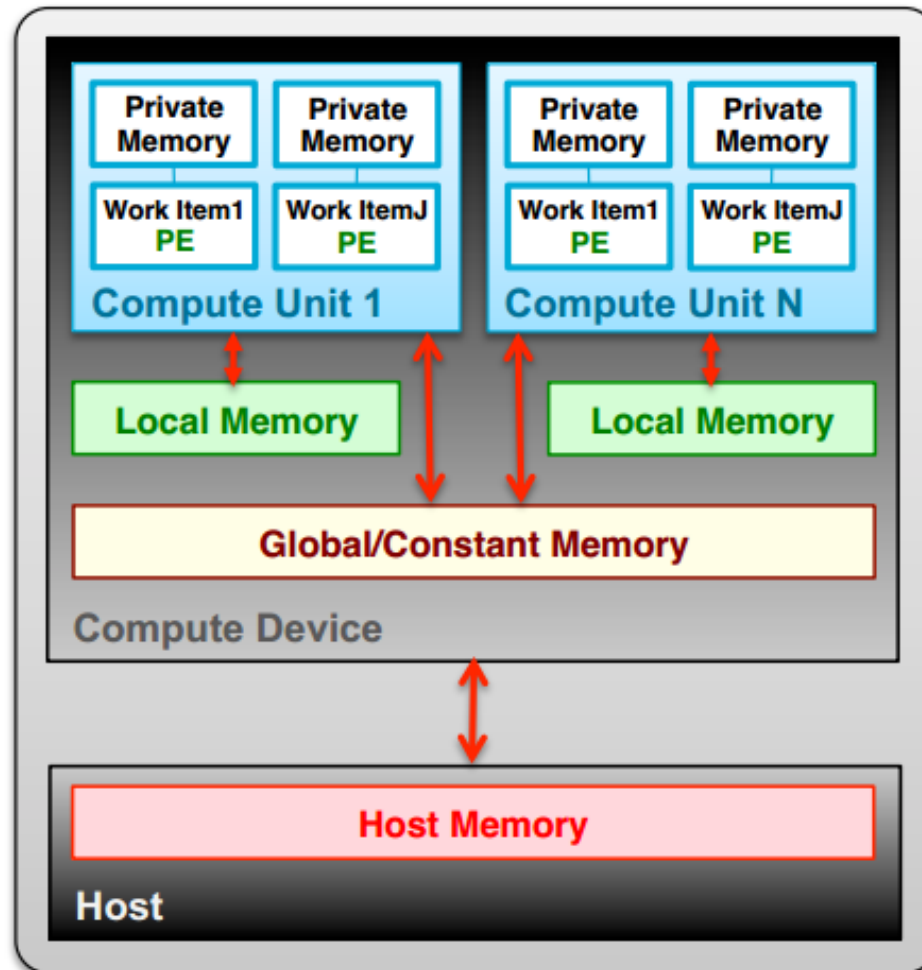 Private
Memory
Private
Memory
Private
Memory
Private
Memory
Work Item1
PE
Work ItemJ
PE
Work Item1
PE
Work ItemJ
PE
Compute Unit 1
Compute Unit N
Local Memory
Local Memory
Global/Constant Memory
Compute Device
Host Memory
Host